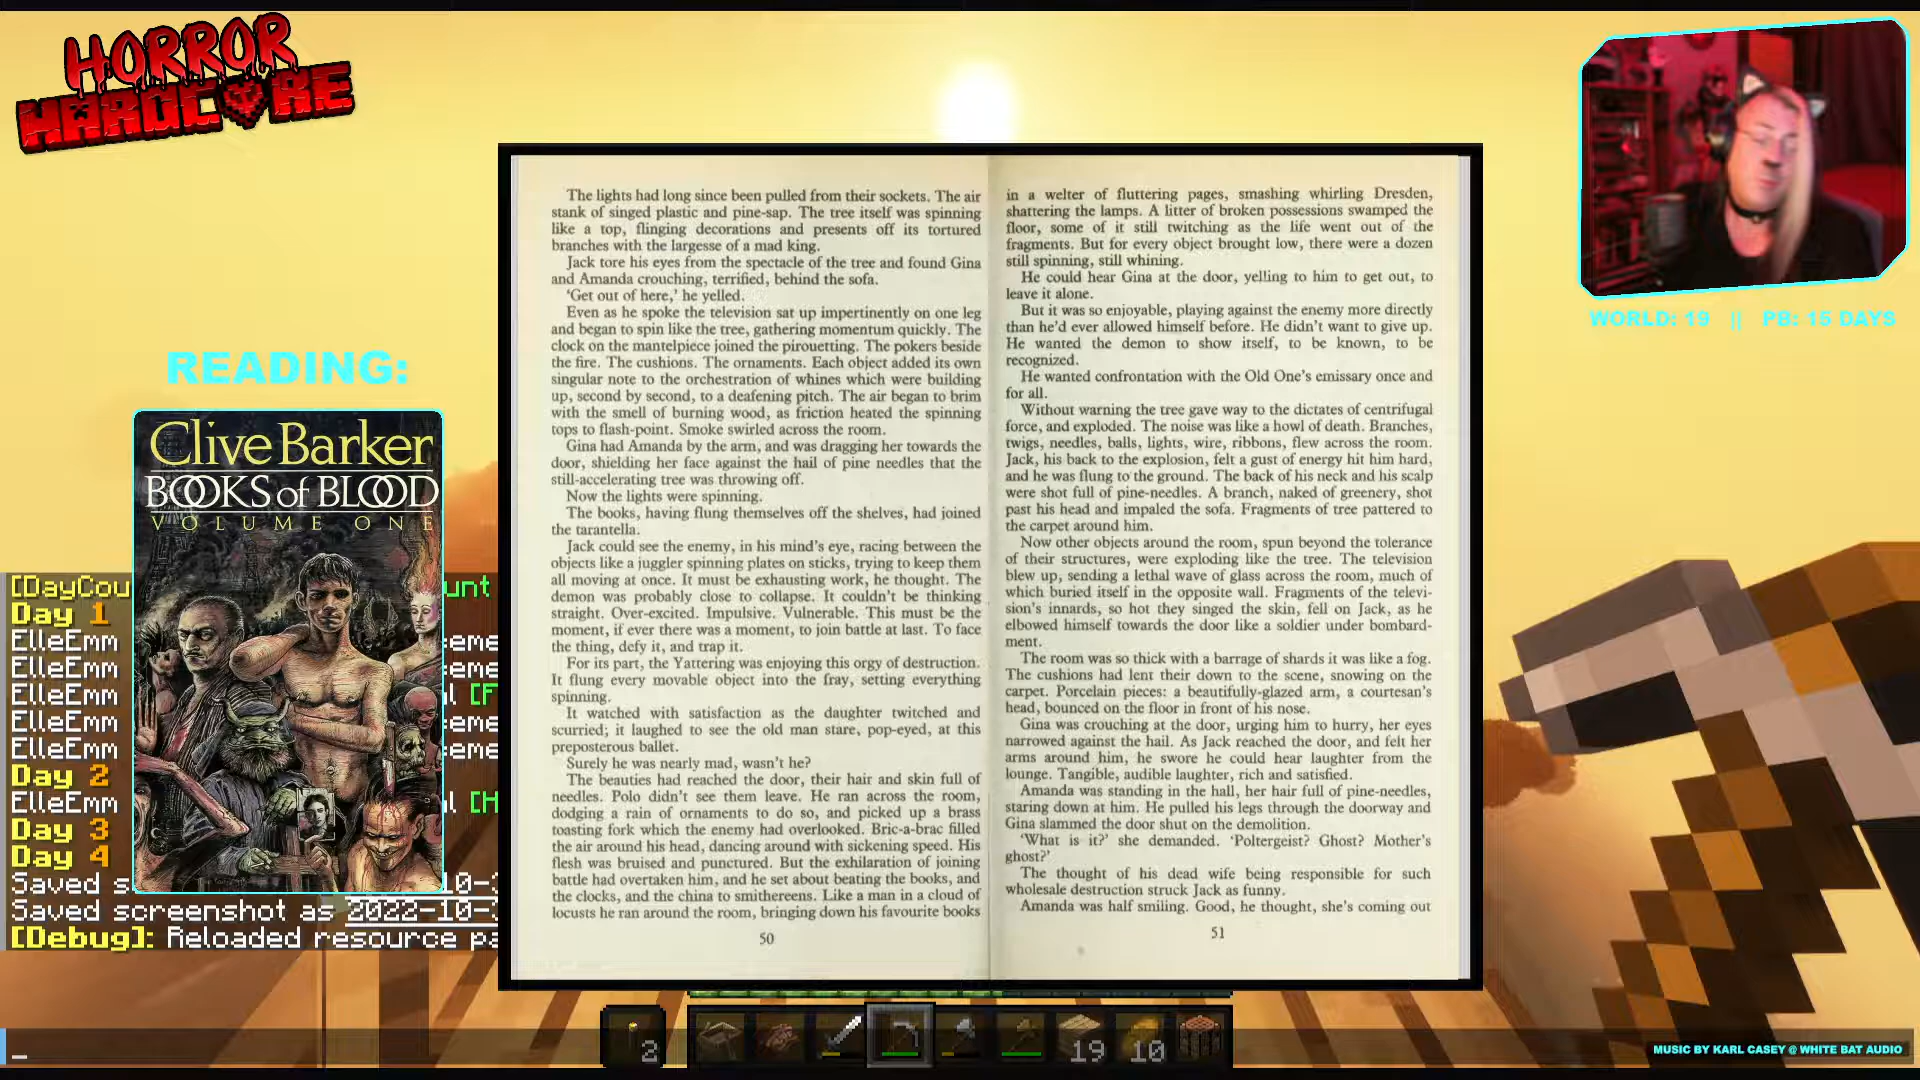 HORROR
HARDCORE
READING:
Clive Barker
BOOKS of BLOOD
VOLUME ONE
[DayCou
unt
Day 1
ElleEmm
eme
ElleEmm
eme
ElleEmm
l [F
ElleEmm
eme
ElleEmm
eme
Day 2
ElleEmm
l [H
Day 3
Day 4
Saved s
10-3
Saved screenshot as 2022-10-3
[Debug]: Reloaded resource pa
The lights had long since been pulled from their sockets. The air
stank of singed plastic and pine-sap. The tree itself was spinning
like a top, flinging decorations and presents off its tortured
branches with the largesse of a mad king.
Jack tore his eyes from the spectacle of the tree and found Gina
and Amanda crouching, terrified, behind the sofa.
'Get out of here,' he yelled.
Even as he spoke the television sat up impertinently on one leg
and began to spin like the tree, gathering momentum quickly. The
clock on the mantelpiece joined the pirouetting. The pokers beside
the fire. The cushions. The ornaments. Each object added its own
singular note to the orchestration of whines which were building
up, second by second, to a deafening pitch. The air began to brim
with the smell of burning wood, as friction heated the spinning
tops to flash-point. Smoke swirled across the room.
Gina had Amanda by the arm, and was dragging her towards the
door, shielding her face against the hail of pine needles that the
still-accelerating tree was throwing off.
Now the lights were spinning.
The books, having flung themselves off the shelves, had joined
the tarantella.
Jack could see the enemy, in his mind's eye, racing between the
objects like a juggler spinning plates on sticks, trying to keep them
all moving at once. It must be exhausting work, he thought. The
demon was probably close to collapse. It couldn't be thinking
straight. Over-excited. Impulsive. Vulnerable. This must be the
moment, if ever there was a moment, to join battle at last. To face
the thing, defy it, and trap it.
For its part, the Yattering was enjoying this orgy of destruction.
It flung every movable object into the fray, setting everything
spinning.
It watched with satisfaction as the daughter twitched and
scurried; it laughed to see the old man stare, pop-eyed, at this
preposterous ballet.
Surely he was nearly mad, wasn't he?
The beauties had reached the door, their hair and skin full of
needles. Polo didn't see them leave. He ran across the room,
dodging a rain of ornaments to do so, and picked up a brass
toasting fork which the enemy had overlooked. Bric-a-brac filled
the air around his head, dancing around with sickening speed. His
flesh was bruised and punctured. But the exhilaration of joining
battle had overtaken him, and he set about beating the books, and
the clocks, and the china to smithereens. Like a man in a cloud of
locusts he ran around the room, bringing down his favourite books
50
in a welter of fluttering pages, smashing whirling Dresden,
shattering the lamps. A litter of broken possessions swamped the
floor, some of it still twitching as the life went out of the
fragments. But for every object brought low, there were a dozen
still spinning, still whining.
He could hear Gina at the door, yelling to him to get out, to
leave it alone.
But it was so enjoyable, playing against the enemy more directly
than he'd ever allowed himself before. He didn't want to give up.
He wanted the demon to show itself, to be known, to be
recognized.
He wanted confrontation with the Old One's emissary once and
for all.
Without warning the tree gave way to the dictates of centrifugal
force, and exploded. The noise was like a howl of death. Branches,
twigs, needles, balls, lights, wire, ribbons, flew across the room.
Jack, his back to the explosion, felt a gust of energy hit him hard,
and he was flung to the ground. The back of his neck and his scalp
were shot full of pine-needles. A branch, naked of greenery, shot
past his head and impaled the sofa. Fragments of tree pattered to
the carpet around him.
Now other objects around the room, spun beyond the tolerance
of their structures, were exploding like the tree. The television
blew up, sending a lethal wave of glass across the room, much of
which buried itself in the opposite wall. Fragments of the televi-
sion's innards, so hot they singed the skin, fell on Jack, as he
elbowed himself towards the door like a soldier under bombard-
ment.
The room was so thick with a barrage of shards it was like a fog.
The cushions had lent their down to the scene, snowing on the
carpet. Porcelain pieces: a beautifully-glazed arm, a courtesan's
head, bounced on the floor in front of his nose.
Gina was crouching at the door, urging him to hurry, her eyes
narrowed against the hail. As Jack reached the door, and felt her
arms around him, he swore he could hear laughter from the
lounge. Tangible, audible laughter, rich and satisfied.
Amanda was standing in the hall, her hair full of pine-needles,
staring down at him. He pulled his legs through the doorway and
Gina slammed the door shut on the demolition.
'What is it?' she demanded. 'Poltergeist? Ghost? Mother's
ghost?'
The thought of his dead wife being responsible for such
wholesale destruction struck Jack as funny.
Amanda was half smiling. Good, he thought, she's coming out
51
WORLD: 19 || PB: 15 DAYS
2
19
10
MUSIC BY KARL CASEY @ WHITE BAT AUDIO